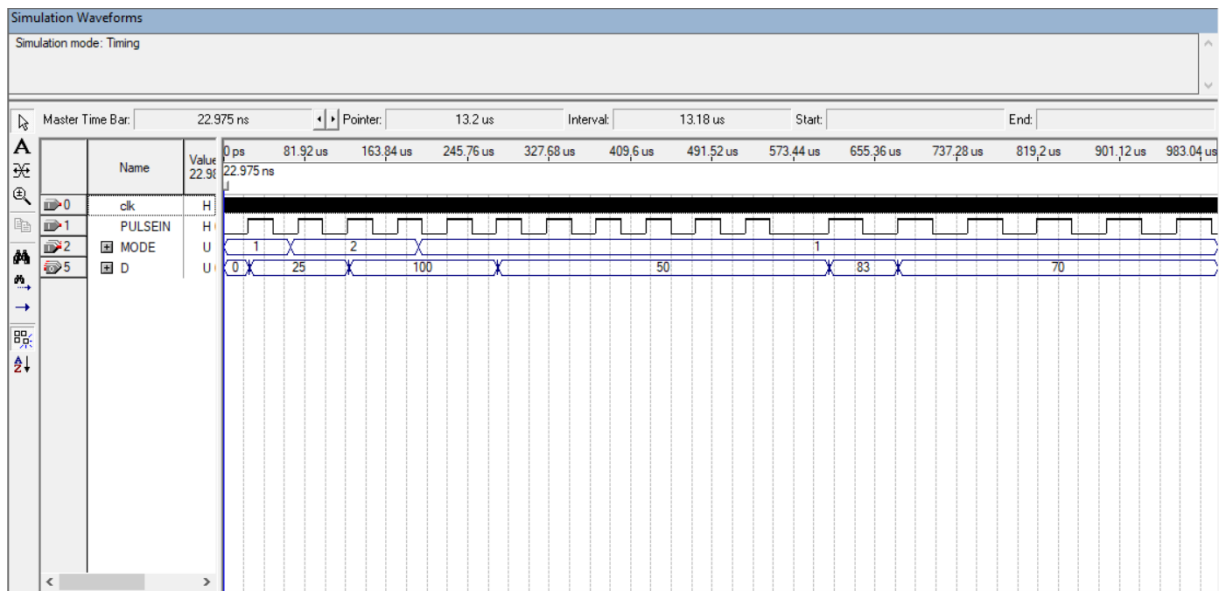 Simulation Waveforms
Simulation mode: Timing
Master Time Bar: 22.975 ns Pointer: 13.2 us Interval: 13.18 us Start: End:
Name Value 22.98
0 ps 81.92 us 163.84 us 245.76 us 327.68 us 409.6 us 491.52 us 573.44 us 655.36 us 737.28 us 819.2 us 901.12 us 983.04 us
22.975 ns
0 clk H
1 PULSEIN H
2 MODE U 1 2 1
5 D U 0 25 100 50 83 70